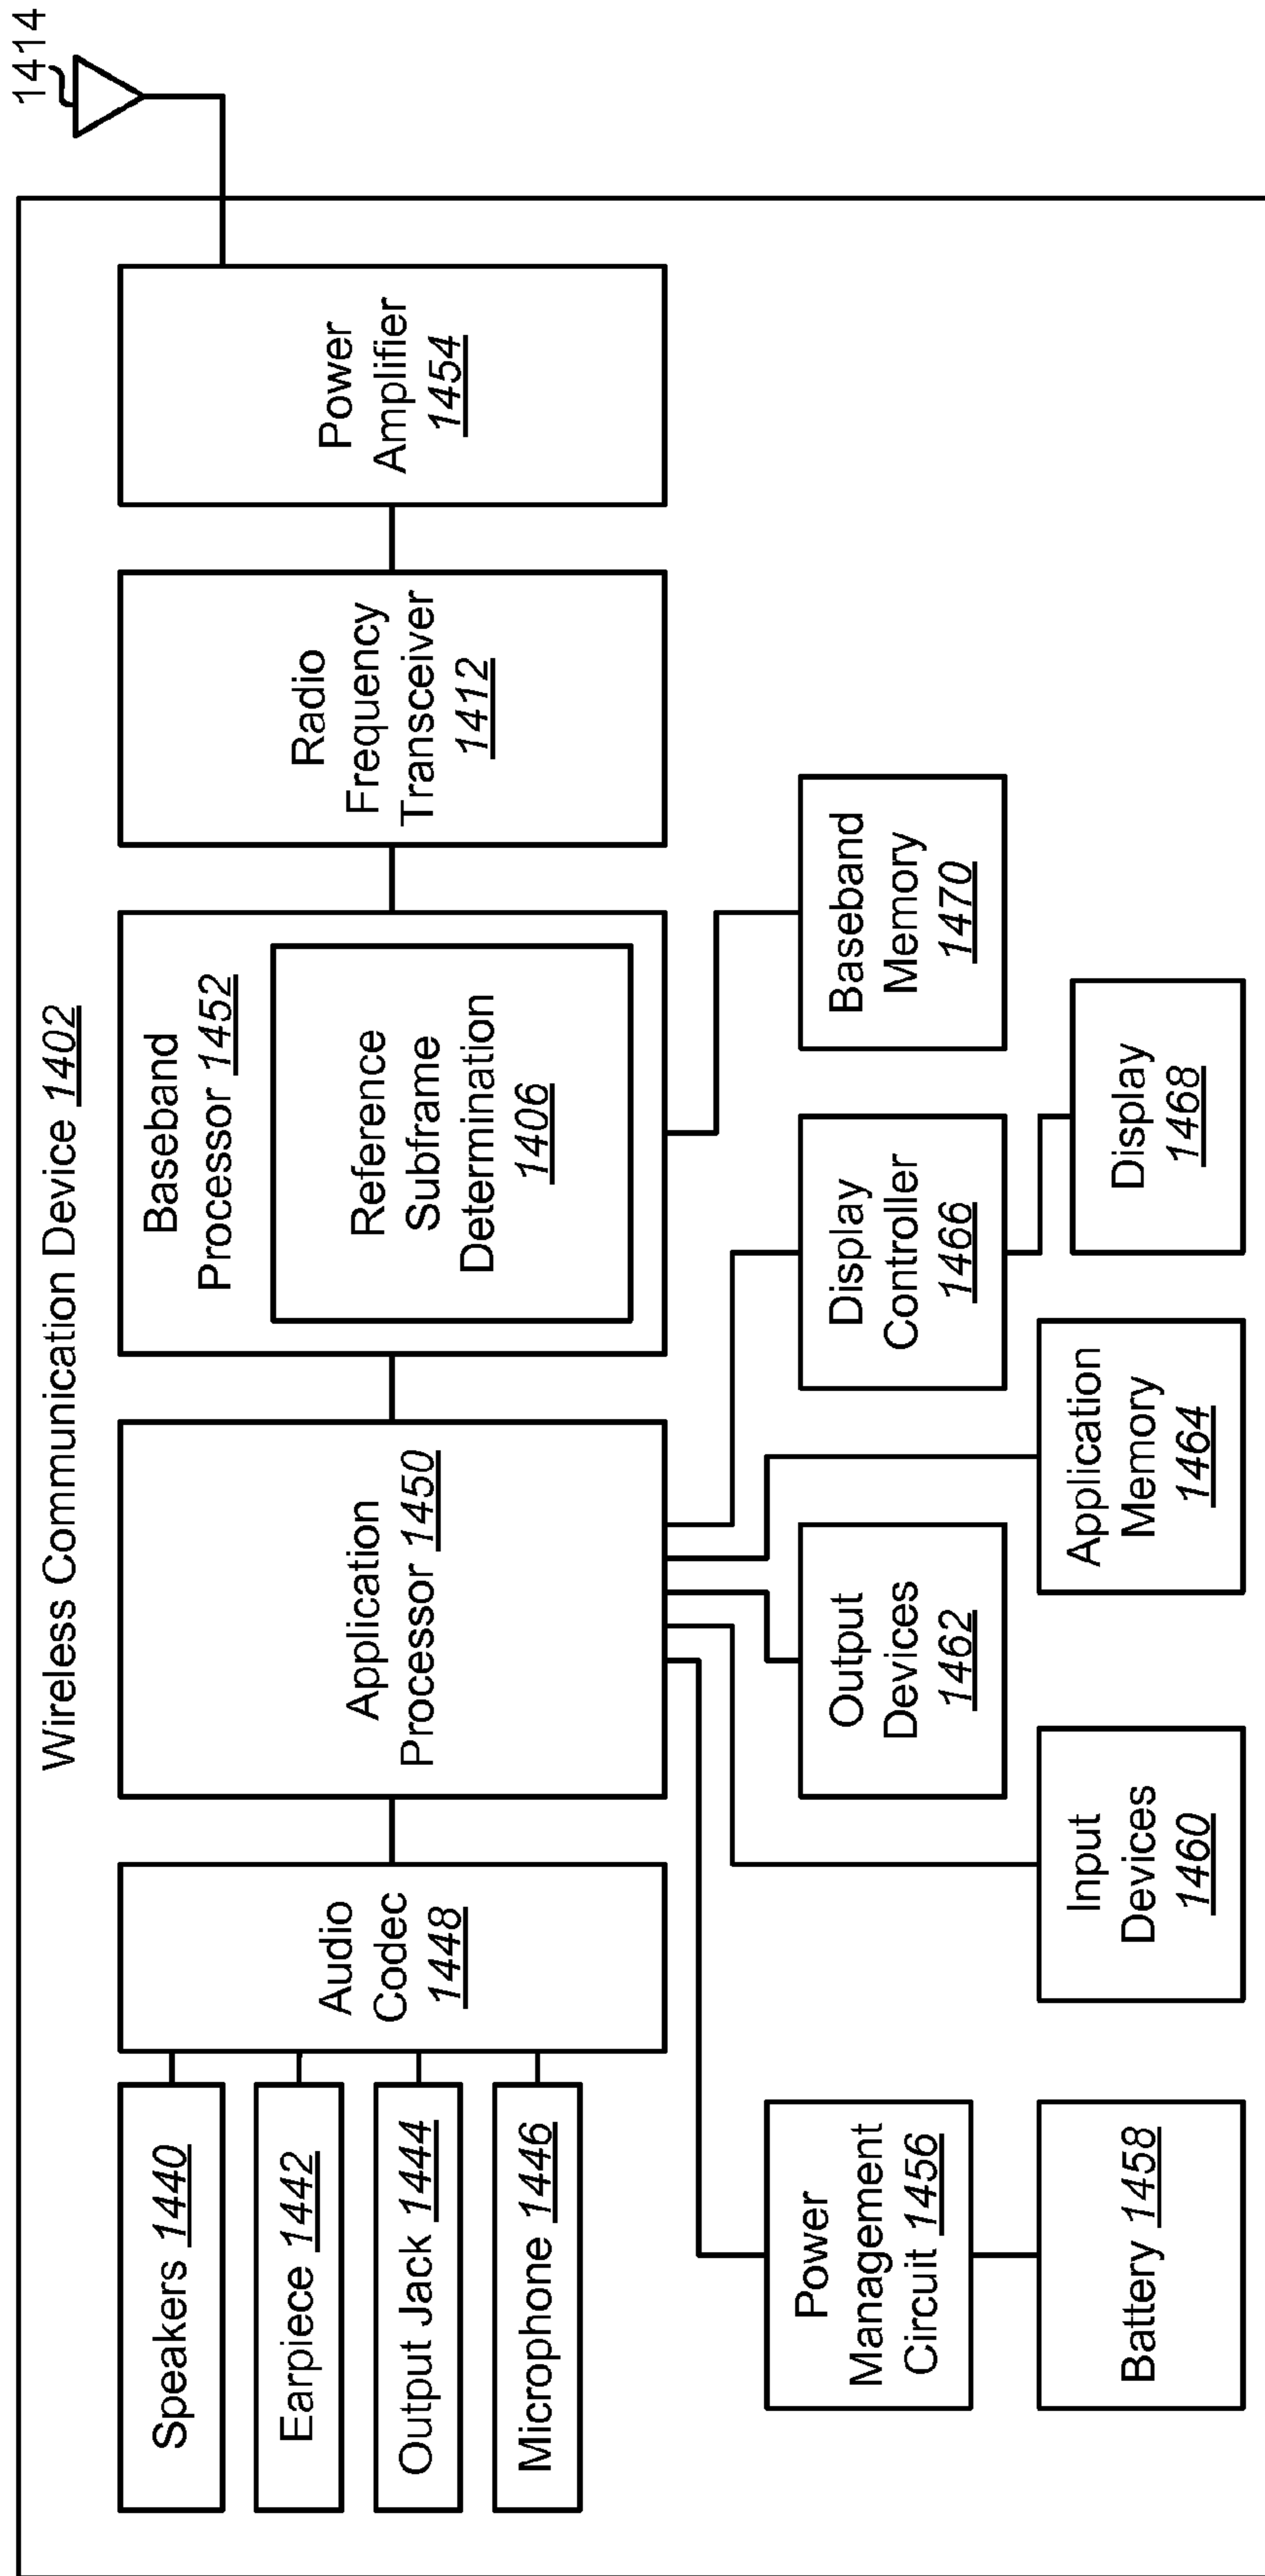 1414
Wireless Communication Device 1402
Speakers 1440
Earpiece 1442
Output Jack 1444
Microphone 1446
Audio
Codec
1448
Application
Processor 1450
Baseband
Processor 1452
Reference
Subframe
Determination
1406
Radio
Frequency
Transceiver
1412
Power
Amplifier
1454
Power
Management
Circuit 1456
Battery 1458
Input
Devices
1460
Output
Devices
1462
Application
Memory
1464
Display
Controller
1466
Display
1468
Baseband
Memory
1470